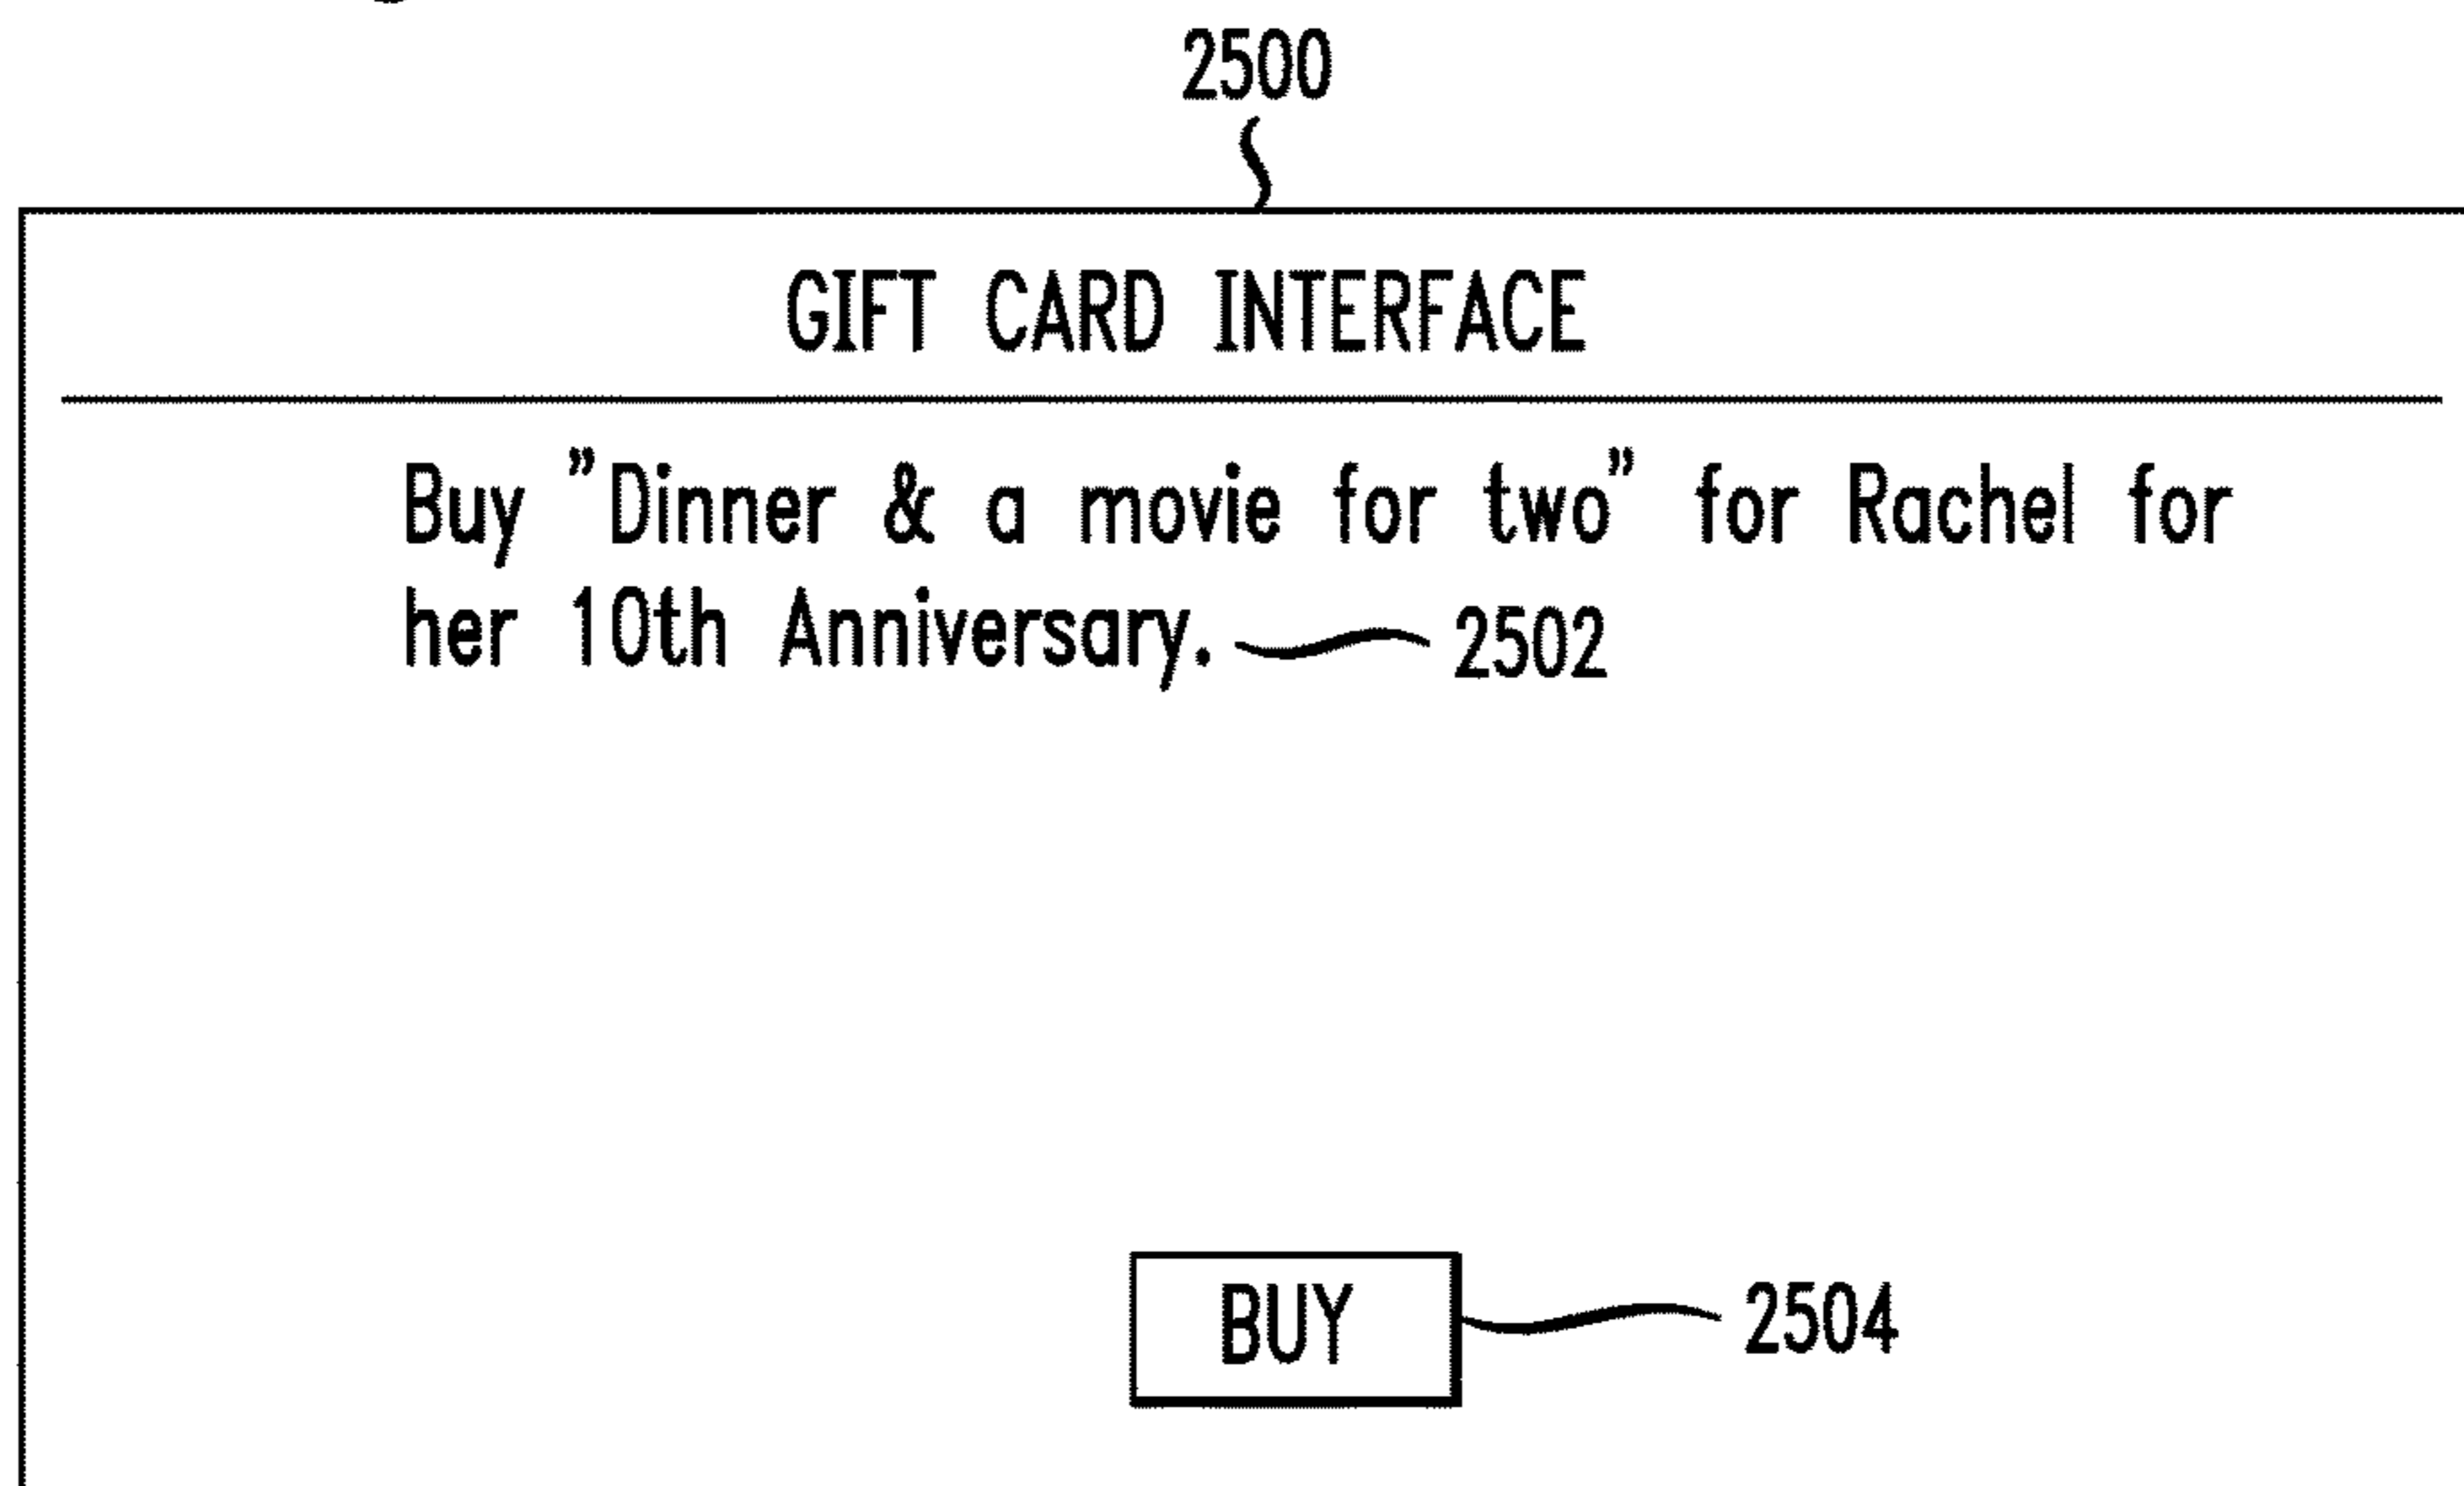 2500
GIFT CARD INTERFACE
Buy ”Dinner & a movie for two” for Rachel for
her 10th Anniversary. 2502
BUY 2504